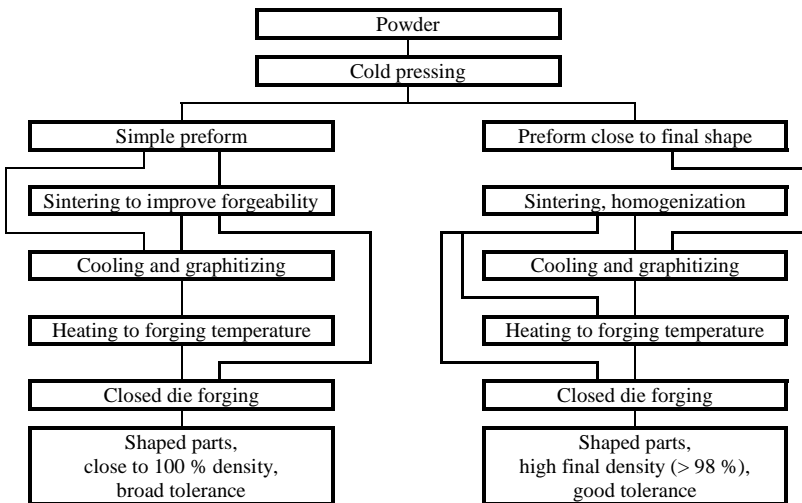 Powder
Cold pressing
Simple preform
Preform close to final shape
Sintering to improve forgeability
Sintering, homogenization
Cooling and graphitizing
Cooling and graphitizing
Heating to forging temperature
Heating to forging temperature
Closed die forging
Closed die forging
Shaped parts,
close to 100 % density,
broad tolerance
Shaped parts,
high final density (> 98 %),
good tolerance